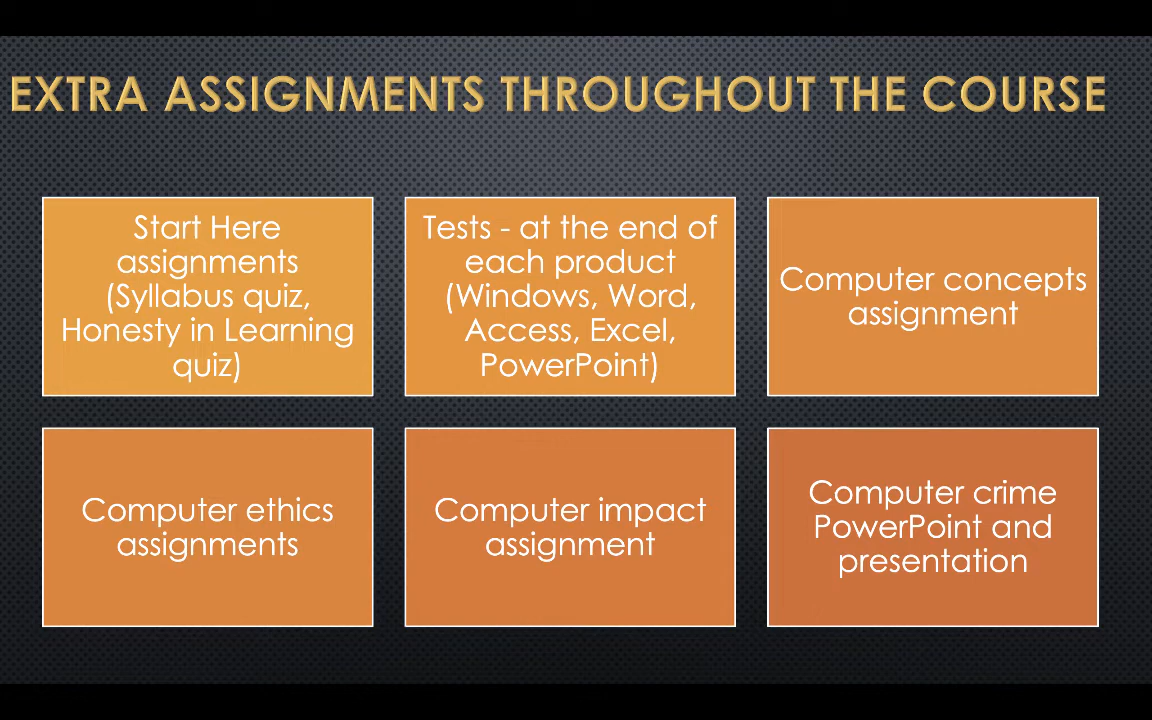 EXTRA ASSIGNMENTS THROUGHOUT THE COURSE
Start Here
assignments
(Syllabus quiz,
Honesty in Learning
quiz)
Tests - at the end of
each product
(Windows, Word,
Access, Excel,
PowerPoint)
Computer concepts
assignment
Computer ethics
assignments
Computer impact
assignment
Computer crime
PowerPoint and
presentation